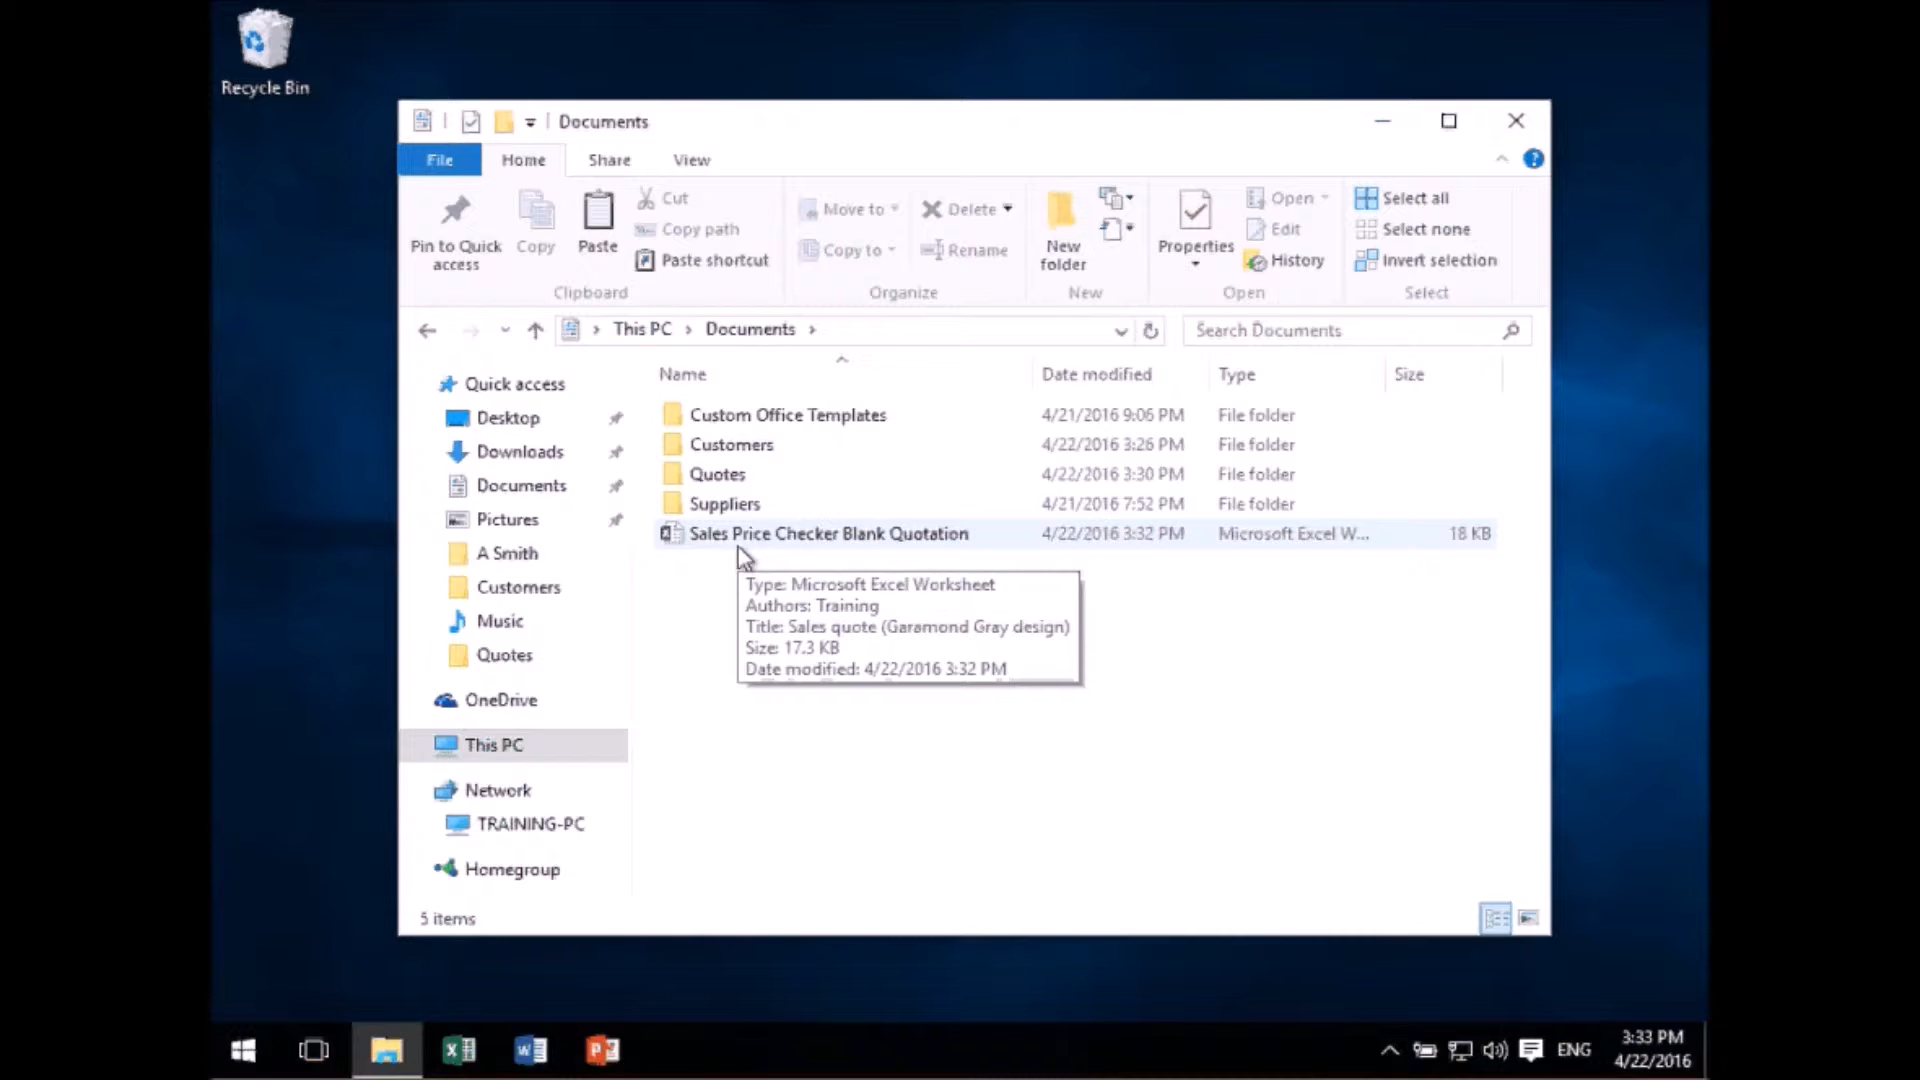 Recycle Bin
Documents
File Home Share View
Pin to Quick access
Copy
Paste
Cut
Copy path
Paste shortcut
Clipboard
Move to
Copy to
Delete
Rename
Organize
New folder
New
Properties
Open
Edit
History
Open
Select all
Select none
Invert selection
Select
This PC Documents
Search Documents
Name Date modified Type Size
Custom Office Templates 4/21/2016 9:06 PM File folder
Customers 4/22/2016 3:26 PM File folder
Quotes 4/22/2016 3:30 PM File folder
Suppliers 4/21/2016 7:52 PM File folder
Sales Price Checker Blank Quotation 4/22/2016 3:32 PM Microsoft Excel W... 18 KB
Type: Microsoft Excel Worksheet
Authors: Training
Title: Sales quote (Garamond Gray design)
Size: 17.3 KB
Date modified: 4/22/2016 3:32 PM
Quick access
Desktop
Downloads
Documents
Pictures
A Smith
Customers
Music
Quotes
OneDrive
This PC
Network
TRAINING-PC
Homegroup
5 items
ENG
3:33 PM
4/22/2016